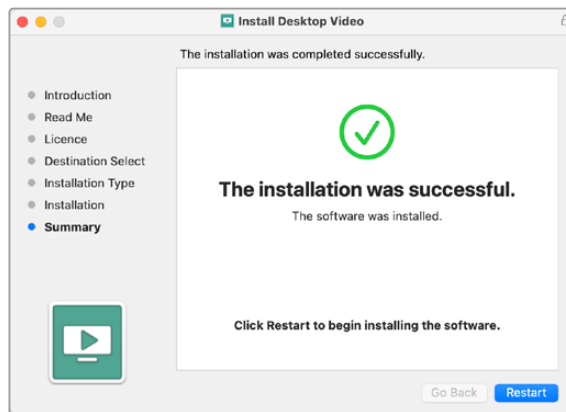 Install Desktop Video
The installation was completed successfully.
Introduction
Read Me
Licence
Destination Select
Installation Type
Installation
Summary
The installation was successful.
The software was installed.
Click Restart to begin installing the software.
Go Back
Restart